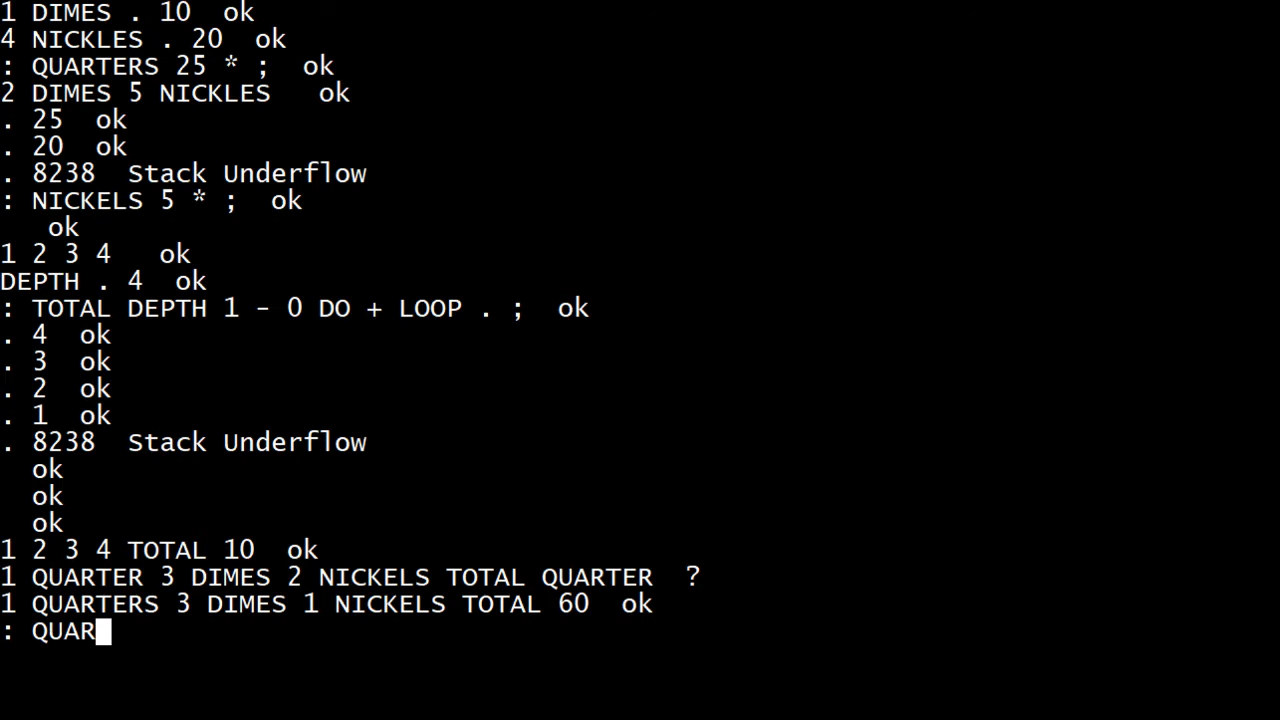 1 DIMES . 10  ok
4 NICKLES . 20  ok
: QUARTERS 25 * ;  ok
2 DIMES 5 NICKLES   ok
. 25  ok
. 20  ok
. 8238  Stack Underflow
: NICKELS 5 * ;  ok
   ok
1 2 3 4   ok
DEPTH . 4  ok
: TOTAL DEPTH 1 - 0 DO + LOOP . ;  ok
. 4  ok
. 3  ok
. 2  ok
. 1  ok
. 8238  Stack Underflow
  ok
  ok
  ok
1 2 3 4 TOTAL 10  ok
1 QUARTER 3 DIMES 2 NICKELS TOTAL QUARTER  ?
1 QUARTERS 3 DIMES 1 NICKELS TOTAL 60  ok
: QUAR